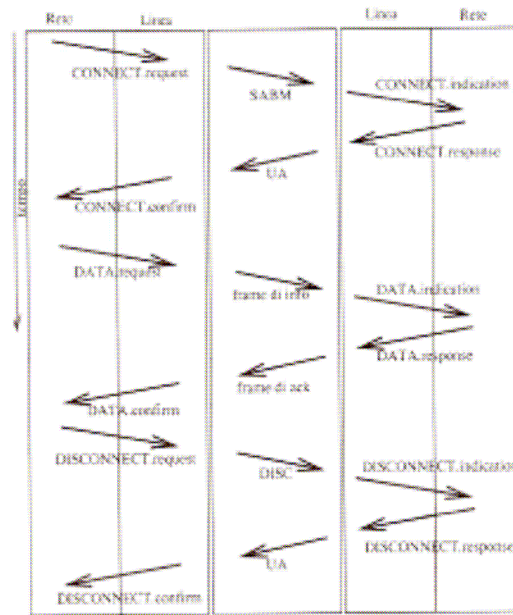 Rete Linea Linea Rete
CONNECT.request
SABM
CONNECT.indication
CONNECT.response
UA
CONNECT.confirm
tempo
DATA.request
frame di info
DATA.indication
DATA.response
frame di ack
DATA.confirm
DISCONNECT.request
DISC
DISCONNECT.indication
DISCONNECT.response
UA
DISCONNECT.confirm